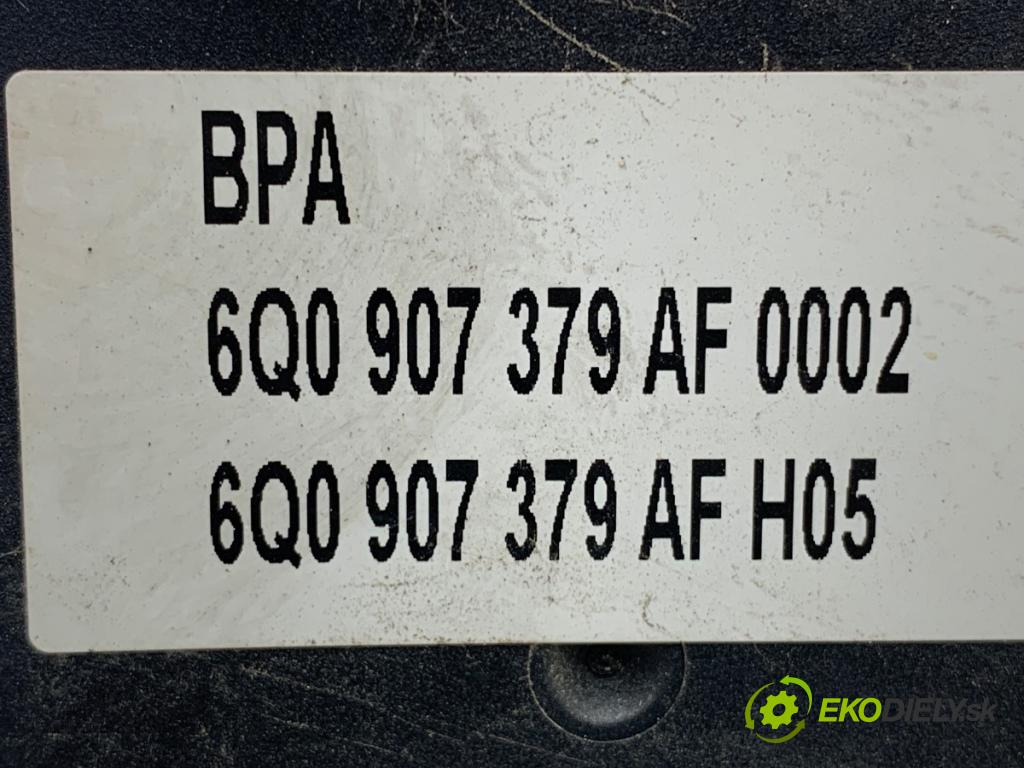 BPA
6Q0 907 379 AF 0002
6Q0 907 379 AF H05
EKODIELY.sk